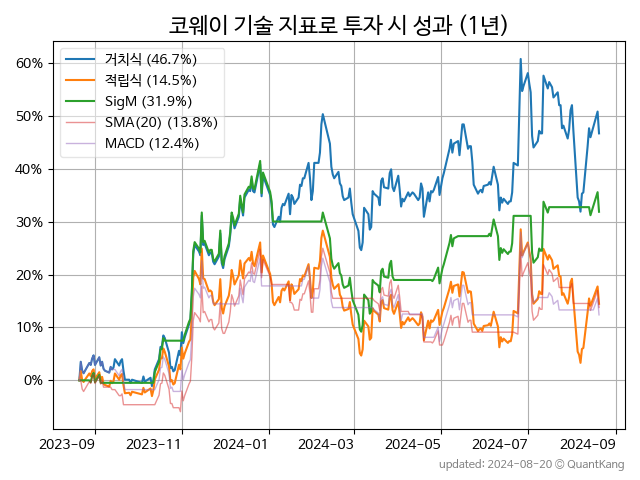 코웨이 기술 지표로 투자 시 성과 (1년)
거치식 (46.7%)
적립식 (14.5%)
SigM (31.9%)
SMA(20) (13.8%)
MACD (12.4%)
60%
50%
40%
30%
20%
10%
0%
2023-09 2023-11 2024-01 2024-03 2024-05 2024-07 2024-09
updated: 2024-08-20 © QuantKang